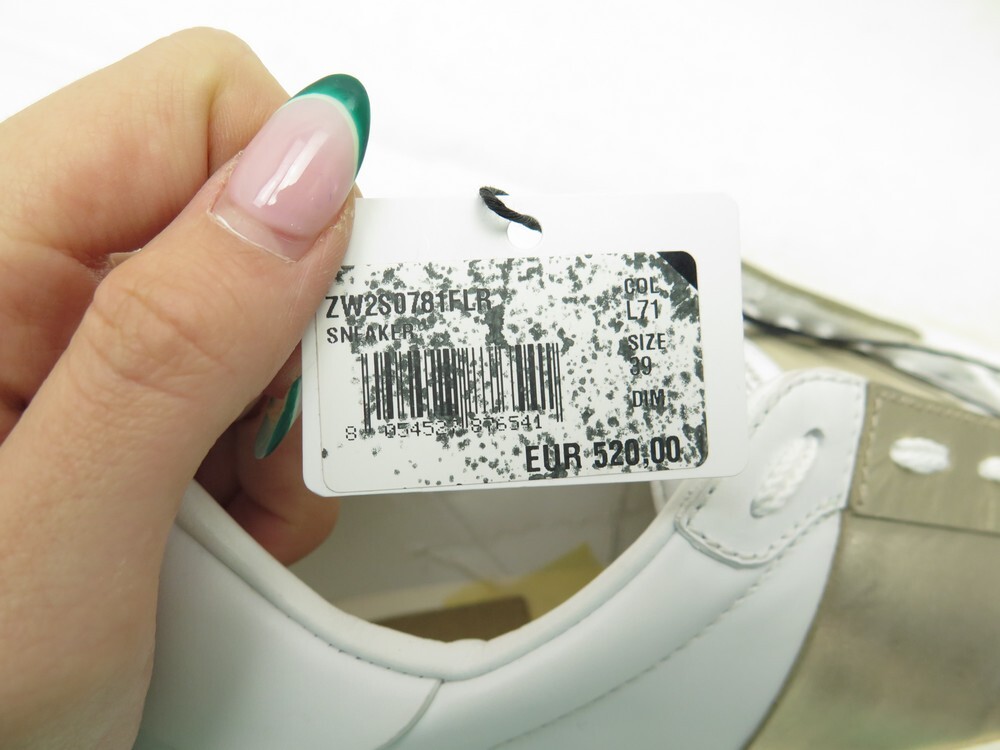 ZW2S0781FLR
SNEAKER
COL
L71
SIZE
39
DIM
EUR 520,00